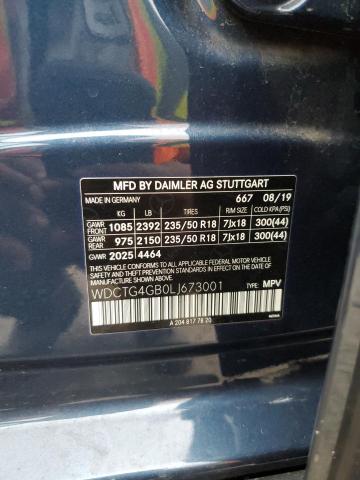 MFD BY DAIMLER AG STUTTGART
MADE IN GERMANY 667 08/19
KG LB TIRES RIM SIZE COLD KPA (PSI)
GAWR FRONT 1085 2392 235/50 R18 7Jx18 300(44)
GAWR REAR 975 2150 235/50 R18 7Jx18 300(44)
GVWR 2025 4464
THIS VEHICLE CONFORMS TO ALL APPLICABLE U.S. FEDERAL MOTOR VEHICLE SAFETY STANDARDS IN EFFECT ON THE DATE OF MANUFACTURE SHOWN ABOVE.
WDCTG4GB0LJ673001 TYPE: MPV
A 204 817 78 20